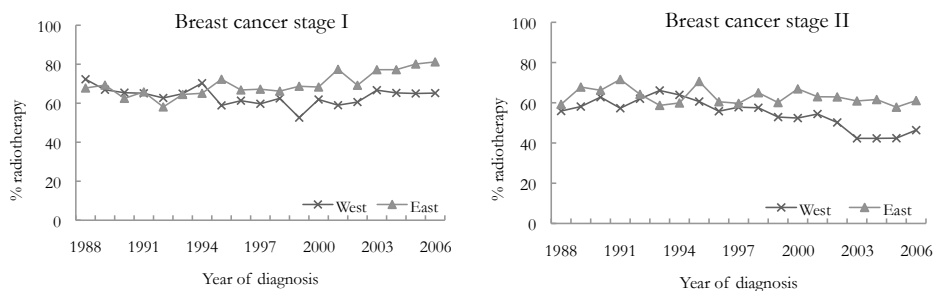 Breast cancer stage I
100
80
60
40
20
0
% radiotherapy
West East
1988 1991 1994 1997 2000 2003 2006
Year of diagnosis
Breast cancer stage II
100
80
60
40
20
0
% radiotherapy
West East
1988 1991 1994 1997 2000 2003 2006
Year of diagnosis